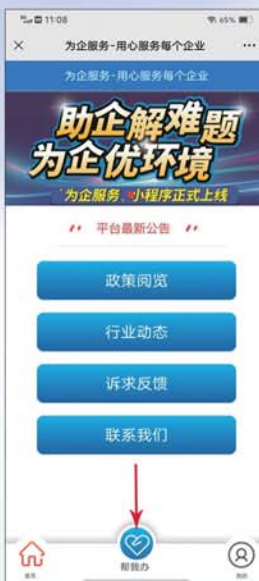 11:08
65%
为企服务-用心服务每个企业
为企服务-用心服务每个企业
助企解难题
为企优环境
为企服务 小程序正式上线
平台最新公告
政策阅览
行业动态
诉求反馈
联系我们
帮我办
首页
我的